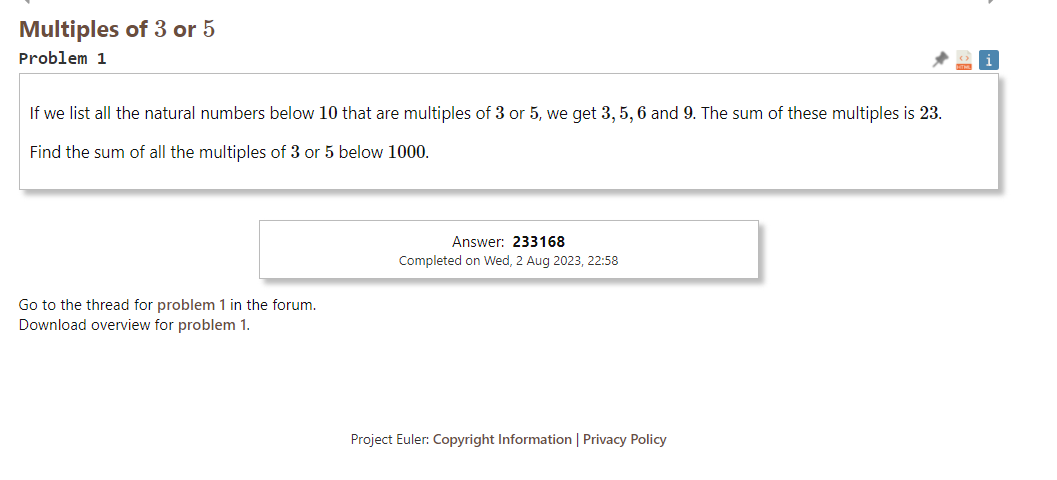 Multiples of 3 or 5
Problem 1
HTML
i
If we list all the natural numbers below 10 that are multiples of 3 or 5, we get 3, 5, 6 and 9. The sum of these multiples is 23.
Find the sum of all the multiples of 3 or 5 below 1000.
Answer: 233168
Completed on Wed, 2 Aug 2023, 22:58
Go to the thread for problem 1 in the forum.
Download overview for problem 1.
Project Euler: Copyright Information | Privacy Policy